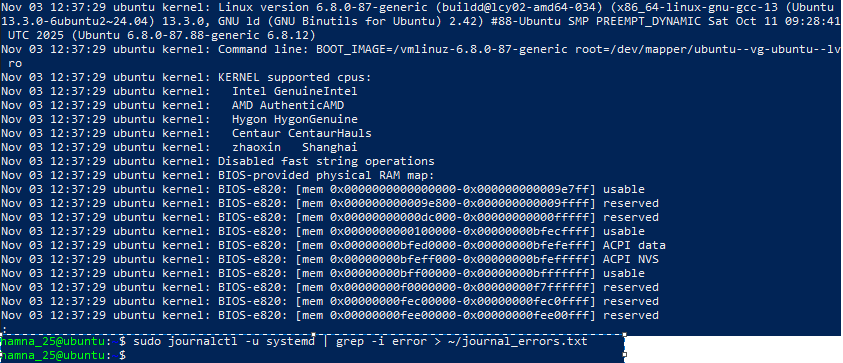 Nov 03 12:37:29 ubuntu kernel: Linux version 6.8.0-87-generic (buildd@lcy02-amd64-034) (x86_64-linux-gnu-gcc-13 (Ubuntu
13.3.0-6ubuntu2~24.04) 13.3.0, GNU ld (GNU Binutils for Ubuntu) 2.42) #88-Ubuntu SMP PREEMPT_DYNAMIC Sat Oct 11 09:28:41
UTC 2025 (Ubuntu 6.8.0-87.88-generic 6.8.12)
Nov 03 12:37:29 ubuntu kernel: Command line: BOOT_IMAGE=/vmlinuz-6.8.0-87-generic root=/dev/mapper/ubuntu--vg-ubuntu--lv
ro
Nov 03 12:37:29 ubuntu kernel: KERNEL supported cpus:
Nov 03 12:37:29 ubuntu kernel:   Intel GenuineIntel
Nov 03 12:37:29 ubuntu kernel:   AMD AuthenticAMD
Nov 03 12:37:29 ubuntu kernel:   Hygon HygonGenuine
Nov 03 12:37:29 ubuntu kernel:   Centaur CentaurHauls
Nov 03 12:37:29 ubuntu kernel:   zhaoxin   Shanghai
Nov 03 12:37:29 ubuntu kernel: Disabled fast string operations
Nov 03 12:37:29 ubuntu kernel: BIOS-provided physical RAM map:
Nov 03 12:37:29 ubuntu kernel: BIOS-e820: [mem 0x0000000000000000-0x000000000009e7ff] usable
Nov 03 12:37:29 ubuntu kernel: BIOS-e820: [mem 0x000000000009e800-0x000000000009ffff] reserved
Nov 03 12:37:29 ubuntu kernel: BIOS-e820: [mem 0x00000000000dc000-0x00000000000fffff] reserved
Nov 03 12:37:29 ubuntu kernel: BIOS-e820: [mem 0x0000000000100000-0x00000000bfecffff] usable
Nov 03 12:37:29 ubuntu kernel: BIOS-e820: [mem 0x00000000bfed0000-0x00000000bfefefff] ACPI data
Nov 03 12:37:29 ubuntu kernel: BIOS-e820: [mem 0x00000000bfeff000-0x00000000bfefffff] ACPI NVS
Nov 03 12:37:29 ubuntu kernel: BIOS-e820: [mem 0x00000000bff00000-0x00000000bfffffff] usable
Nov 03 12:37:29 ubuntu kernel: BIOS-e820: [mem 0x00000000f0000000-0x00000000f7ffffff] reserved
Nov 03 12:37:29 ubuntu kernel: BIOS-e820: [mem 0x00000000fec00000-0x00000000fec0ffff] reserved
Nov 03 12:37:29 ubuntu kernel: BIOS-e820: [mem 0x00000000fee00000-0x00000000fee00fff] reserved
:
hamna_25@ubuntu: $ sudo journalctl -u systemd | grep -i error > ~/journal_errors.txt
hamna_25@ubuntu: $